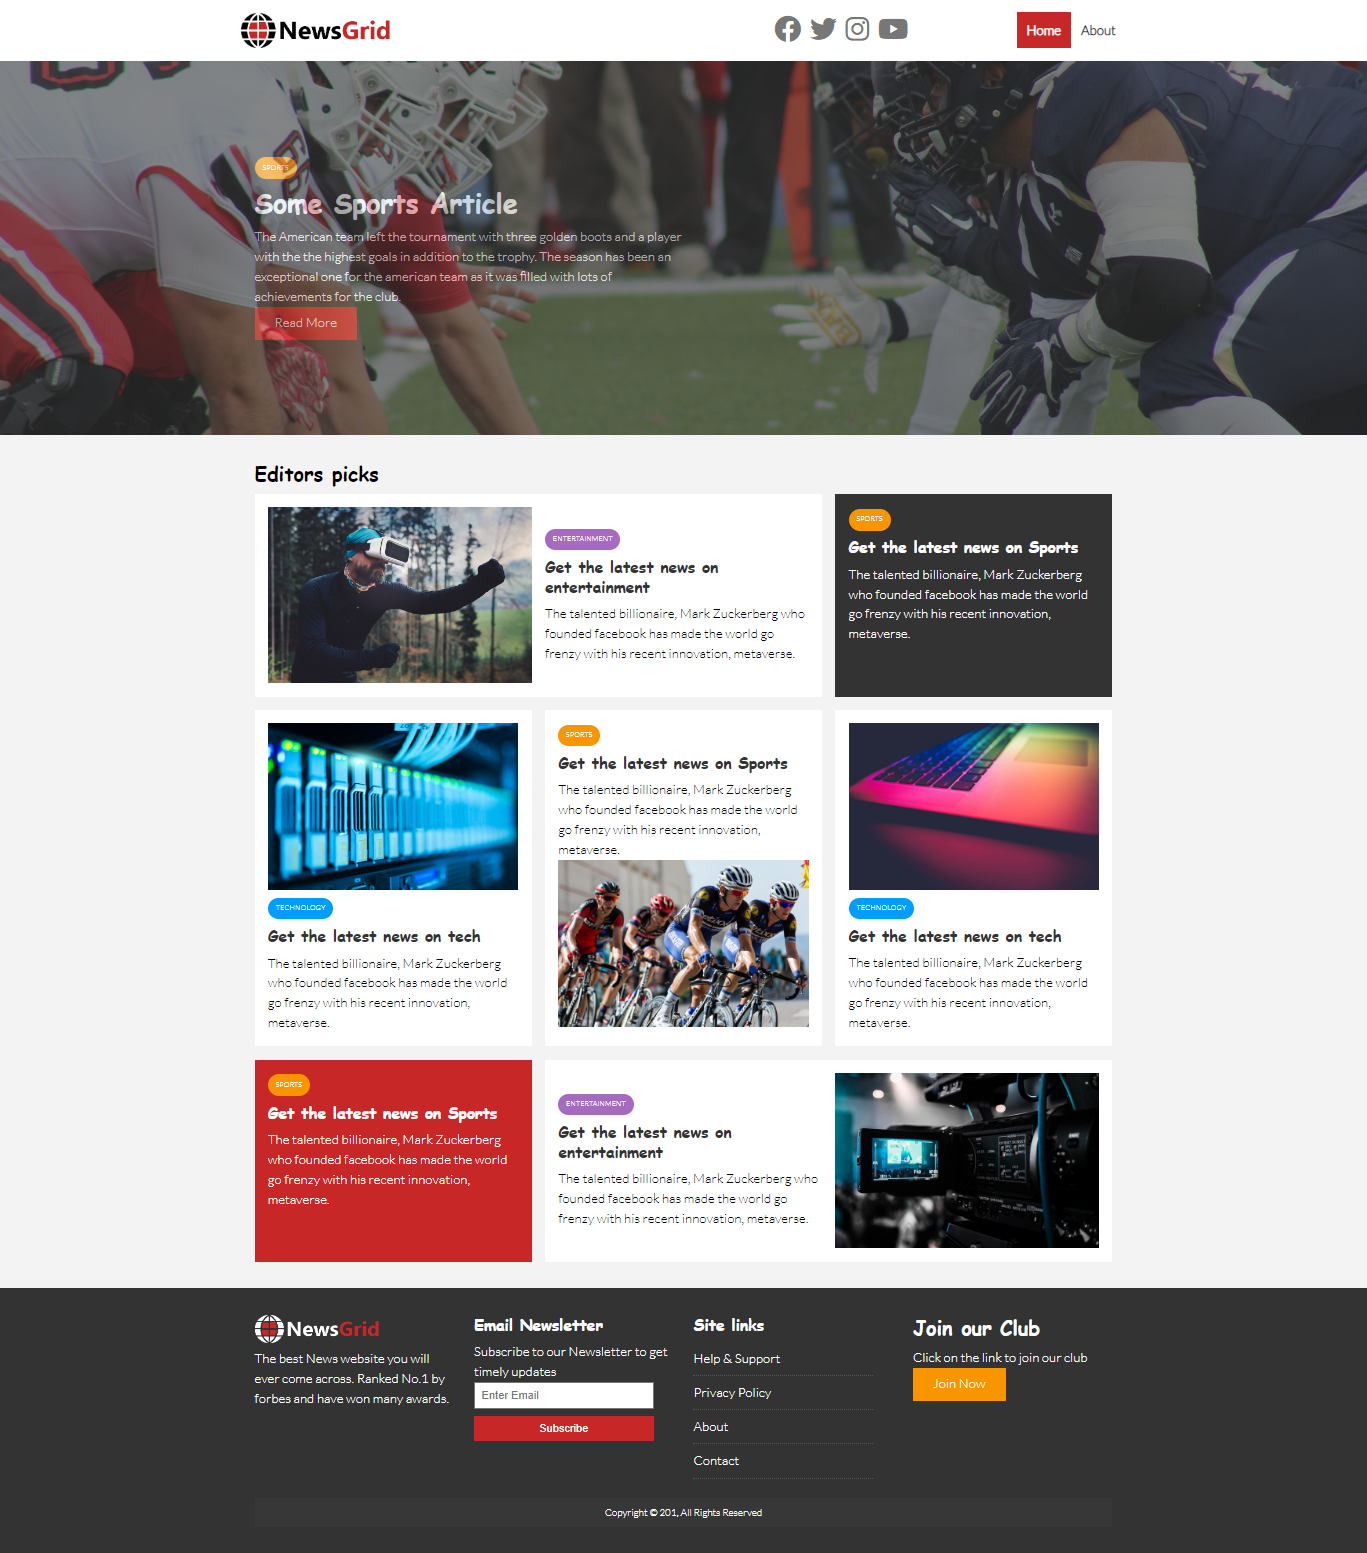 NewsGrid
Home
About
SPORTS
Some Sports Article
The American team left the tournament with three golden boots and a player
with the the highest goals in addition to the trophy. The season has been an
exceptional one for the american team as it was filled with lots of
achievements for the club.
Read More
Editors picks
ENTERTAINMENT
Get the latest news on
entertainment
The talented billionaire, Mark Zuckerberg who
founded facebook has made the world go
frenzy with his recent innovation, metaverse.
SPORTS
Get the latest news on Sports
The talented billionaire, Mark Zuckerberg
who founded facebook has made the world
go frenzy with his recent innovation,
metaverse.
TECHNOLOGY
Get the latest news on tech
The talented billionaire, Mark Zuckerberg
who founded facebook has made the world
go frenzy with his recent innovation,
metaverse.
SPORTS
Get the latest news on Sports
The talented billionaire, Mark Zuckerberg
who founded facebook has made the world
go frenzy with his recent innovation,
metaverse.
TECHNOLOGY
Get the latest news on tech
The talented billionaire, Mark Zuckerberg
who founded facebook has made the world
go frenzy with his recent innovation,
metaverse.
SPORTS
Get the latest news on Sports
The talented billionaire, Mark Zuckerberg
who founded facebook has made the world
go frenzy with his recent innovation,
metaverse.
ENTERTAINMENT
Get the latest news on
entertainment
The talented billionaire, Mark Zuckerberg who
founded facebook has made the world go
frenzy with his recent innovation, metaverse.
NewsGrid
The best News website you will
ever come across. Ranked No.1 by
forbes and have won many awards.
Email Newsletter
Subscribe to our Newsletter to get
timely updates
Enter Email
Subscribe
Site links
Help & Support
Privacy Policy
About
Contact
Join our Club
Click on the link to join our club
Join Now
Copyright © 201, All Rights Reserved